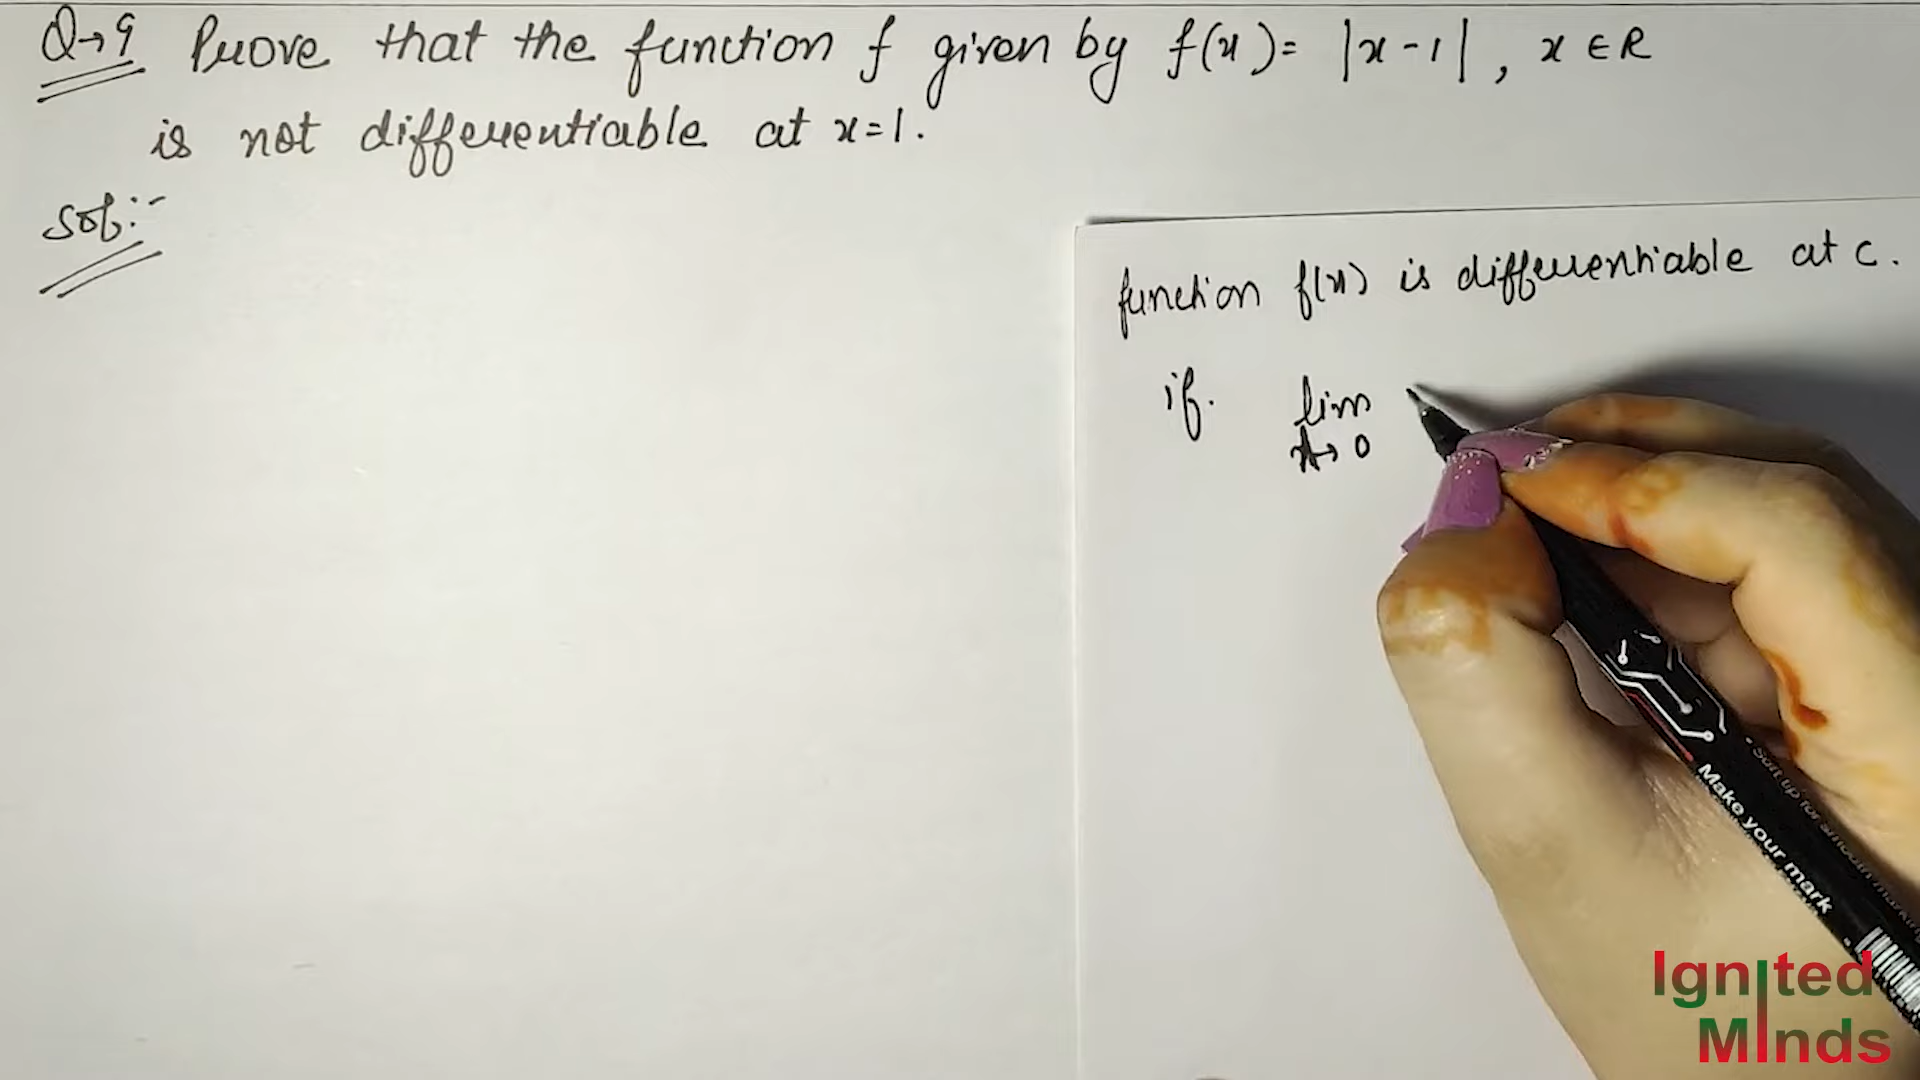 Q→9 Prove that the function f given by f(x)= |x-1|, x∈R
is not differentiable at x=1.
Sol:-
function f(x) is differentiable at c.
if. lim
→ 0
Make your mark
Ignited
Minds